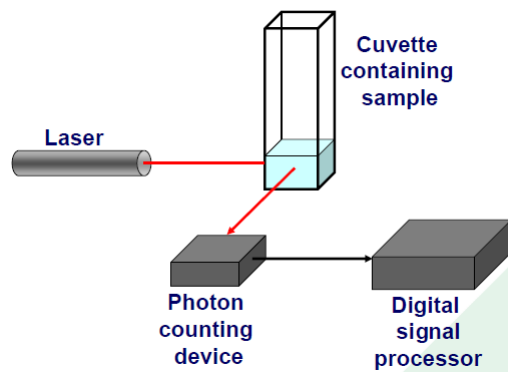 Cuvette
containing
sample
Laser
Photon
counting
device
Digital
signal
processor